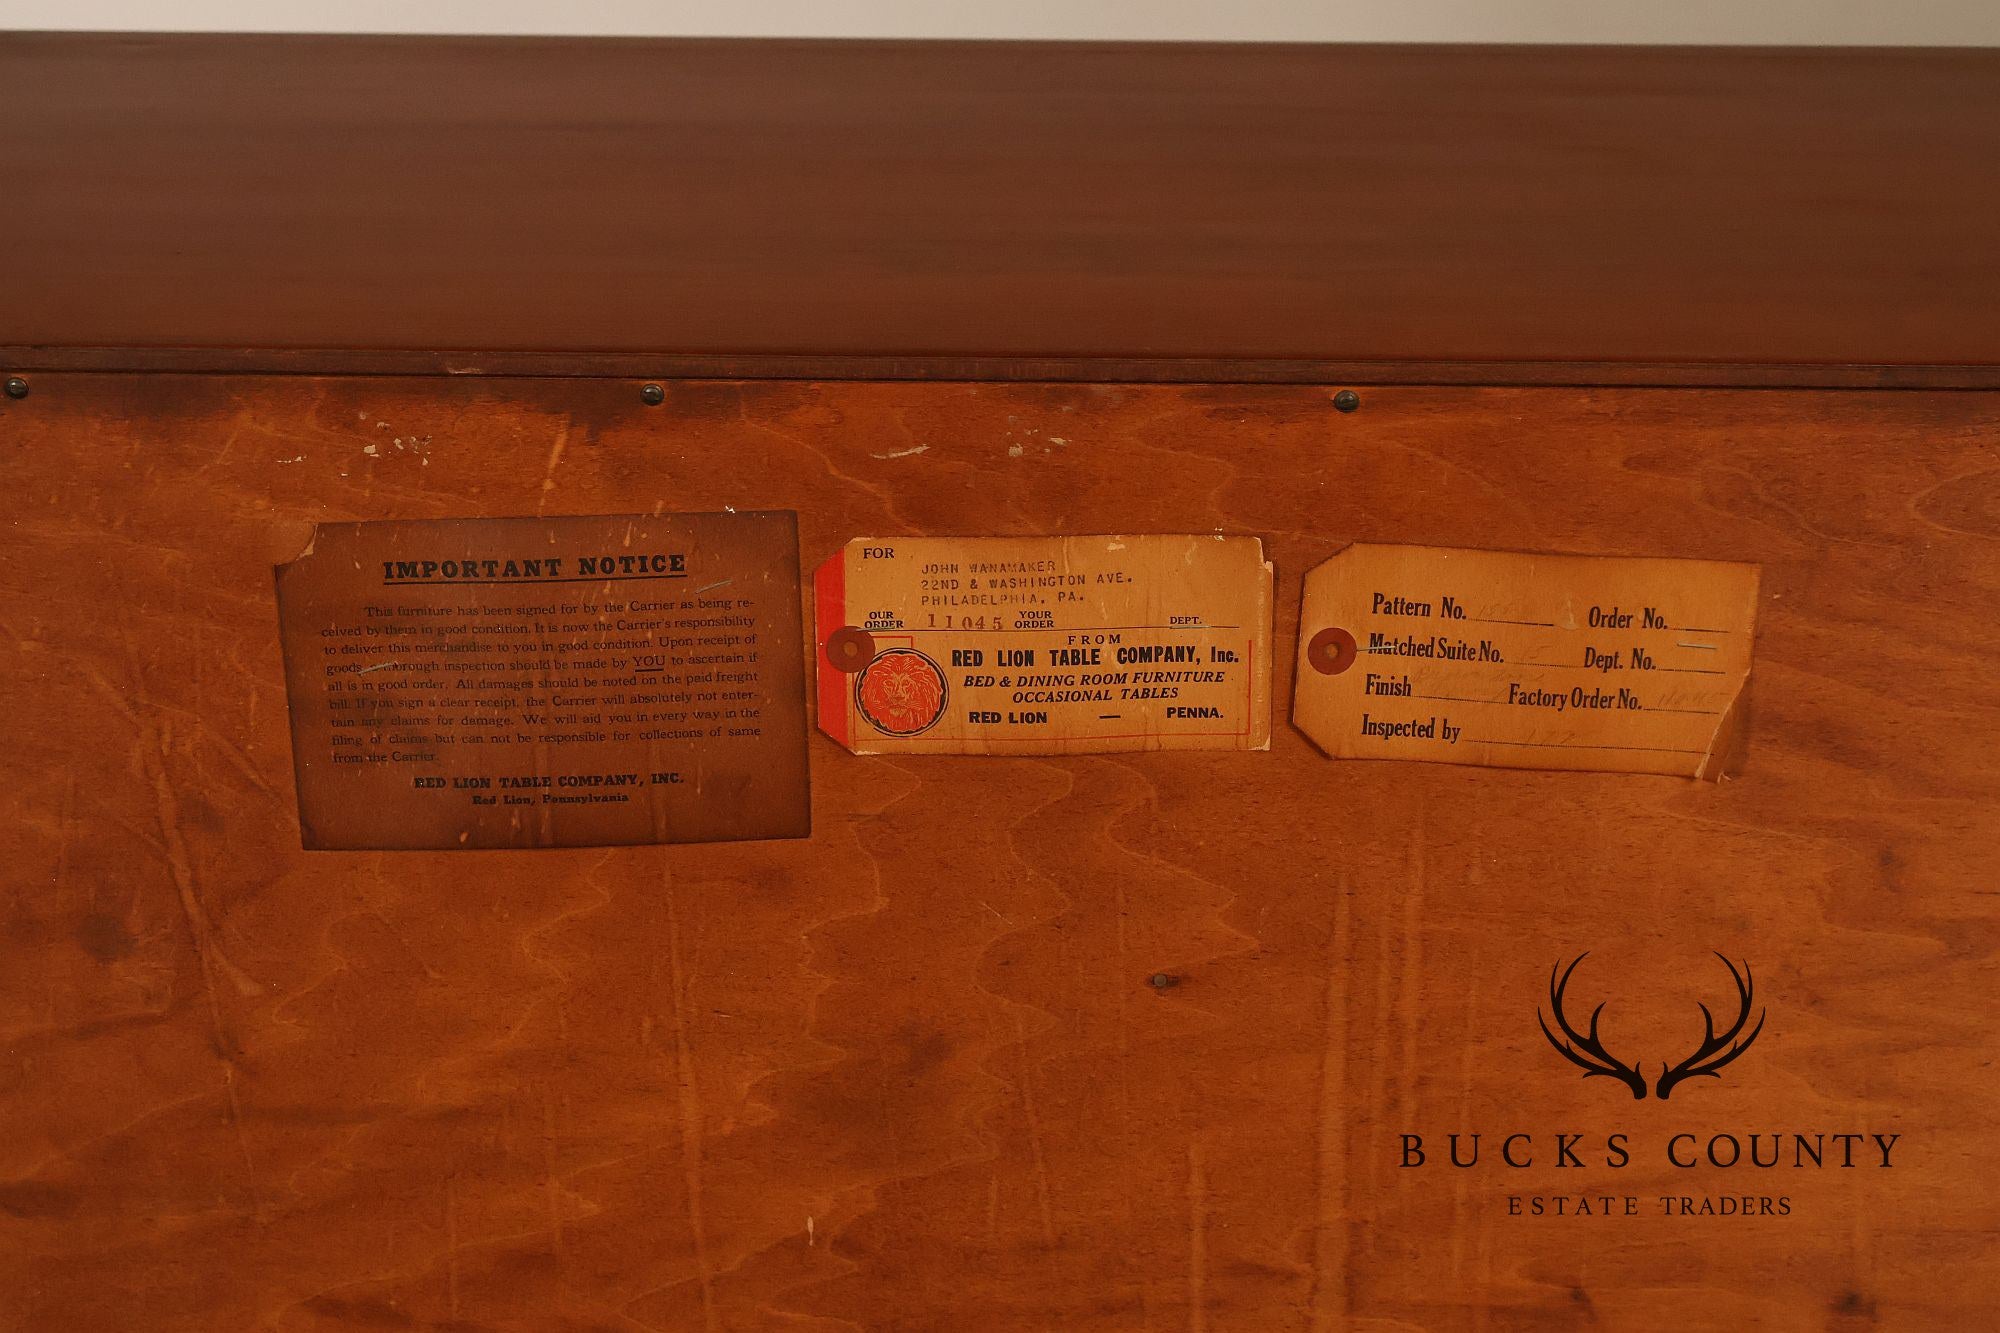 IMPORTANT NOTICE
This furniture has been signed for by the Carrier as being re-
ceived by them in good condition. It is now the Carrier's responsibility
to deliver this merchandise to you in good condition. Upon receipt of
goods a thorough inspection should be made by YOU to ascertain if
all is in good order. All damages should be noted on the paid freight
bill. If you sign a clear receipt, the Carrier will absolutely not enter-
tain any claims for damage. We will aid you in every way in the
filing of claims but can not be responsible for collections of same
from the Carrier.
RED LION TABLE COMPANY, INC.
Red Lion, Pennsylvania
FOR
JOHN WANAMAKER
22ND & WASHINGTON AVE.
PHILADELPHIA, PA.
OUR ORDER 11045 YOUR ORDER DEPT.
FROM
RED LION TABLE COMPANY, Inc.
BED & DINING ROOM FURNITURE
OCCASIONAL TABLES
RED LION — PENNA.
Pattern No. Order No.
Matched Suite No. Dept. No.
Finish Factory Order No.
Inspected by
BUCKS COUNTY
ESTATE TRADERS